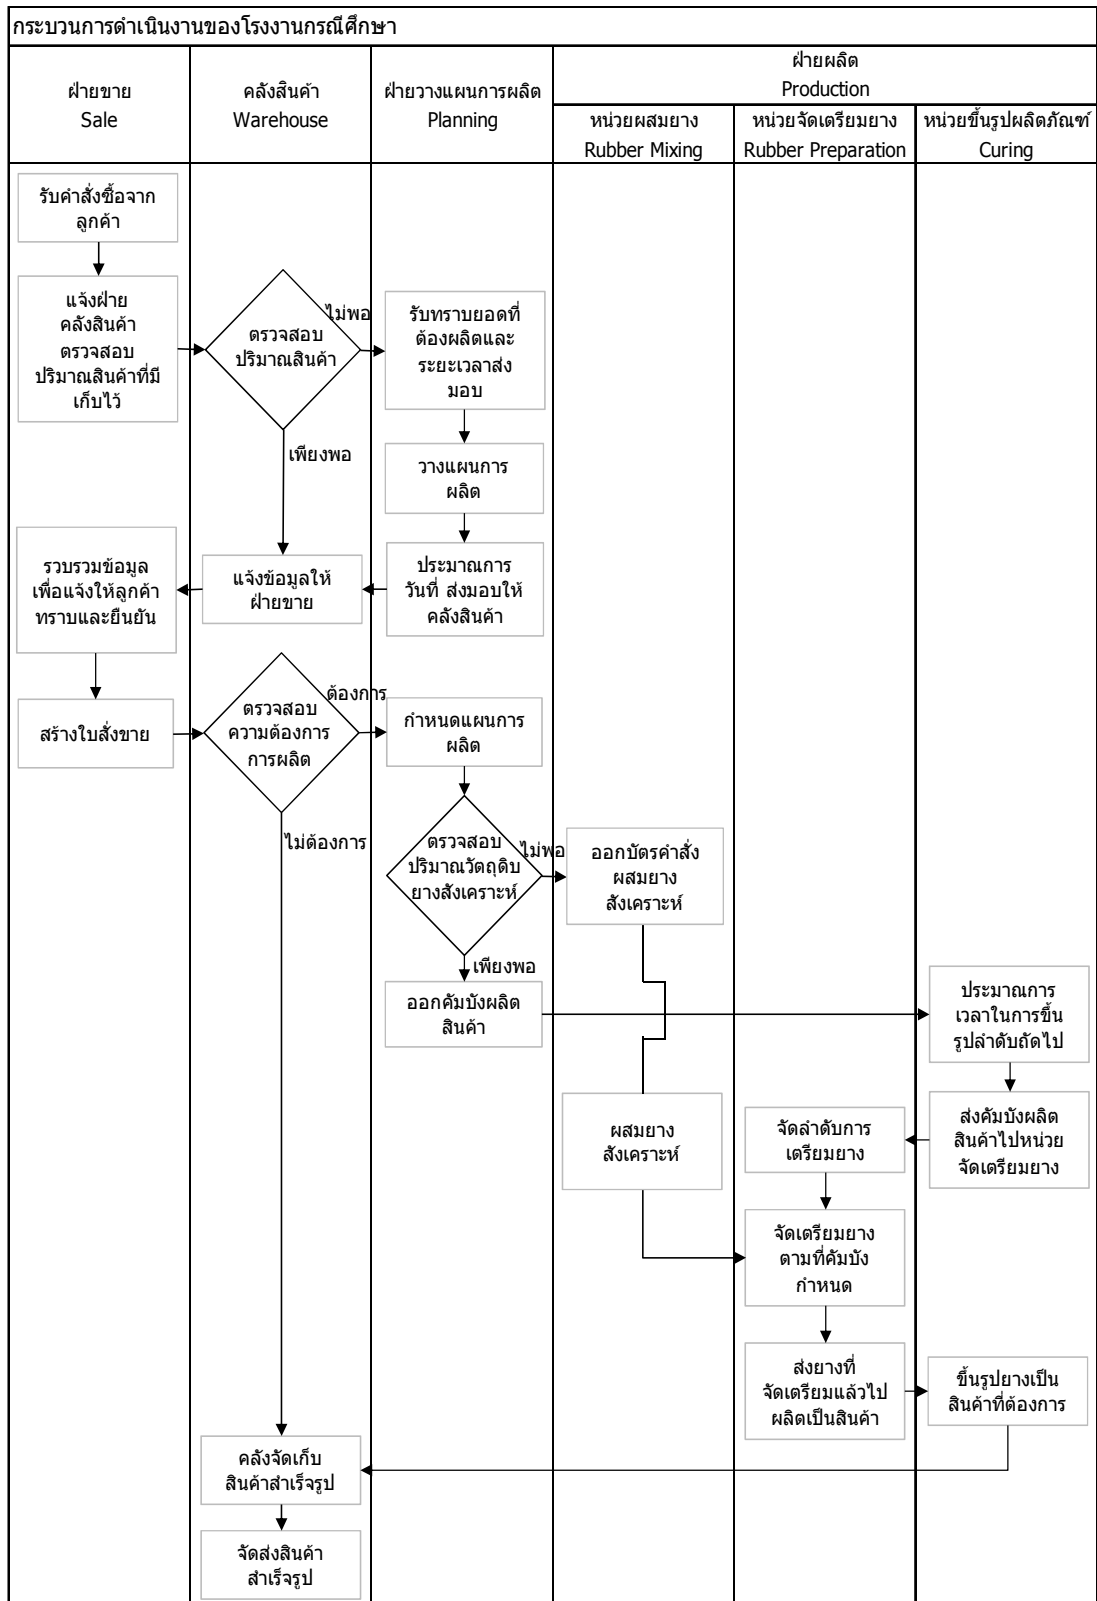 กระบวนการดำเนินงานของโรงงานกรณีศึกษา
ฝ่ายขาย
Sale
คลังสินค้า
Warehouse
ฝ่ายวางแผนการผลิต
Planning
ฝ่ายผลิต
Production
หน่วยผสมยาง
Rubber Mixing
หน่วยจัดเตรียมยาง
Rubber Preparation
หน่วยขึ้นรูปผลิตภัณฑ์
Curing
รับคำสั่งซื้อจาก
ลูกค้า
แจ้งฝ่าย
คลังสินค้า
ตรวจสอบ
ปริมาณสินค้าที่มี
เก็บไว้
ตรวจสอบ
ปริมาณสินค้า
ไม่พอ
เพียงพอ
รับทราบยอดที่
ต้องผลิตและ
ระยะเวลาส่ง
มอบ
วางแผนการ
ผลิต
ประมาณการ
วันที่ ส่งมอบให้
คลังสินค้า
แจ้งข้อมูลให้
ฝ่ายขาย
รวบรวมข้อมูล
เพื่อแจ้งให้ลูกค้า
ทราบและยืนยัน
สร้างใบสั่งขาย
ตรวจสอบ
ความต้องการ
การผลิต
ต้องการ
ไม่ต้องการ
กำหนดแผนการ
ผลิต
ตรวจสอบ
ปริมาณวัตถุดิบ
ยางสังเคราะห์
ไม่พอ
เพียงพอ
ออกบัตรคำสั่ง
ผสมยาง
สังเคราะห์
ออกคัมบังผลิต
สินค้า
ประมาณการ
เวลาในการขึ้น
รูปลำดับถัดไป
ส่งคัมบังผลิต
สินค้าไปหน่วย
จัดเตรียมยาง
ผสมยาง
สังเคราะห์
จัดลำดับการ
เตรียมยาง
จัดเตรียมยาง
ตามที่คัมบัง
กำหนด
ส่งยางที่
จัดเตรียมแล้วไป
ผลิตเป็นสินค้า
ขึ้นรูปยางเป็น
สินค้าที่ต้องการ
คลังจัดเก็บ
สินค้าสำเร็จรูป
จัดส่งสินค้า
สำเร็จรูป